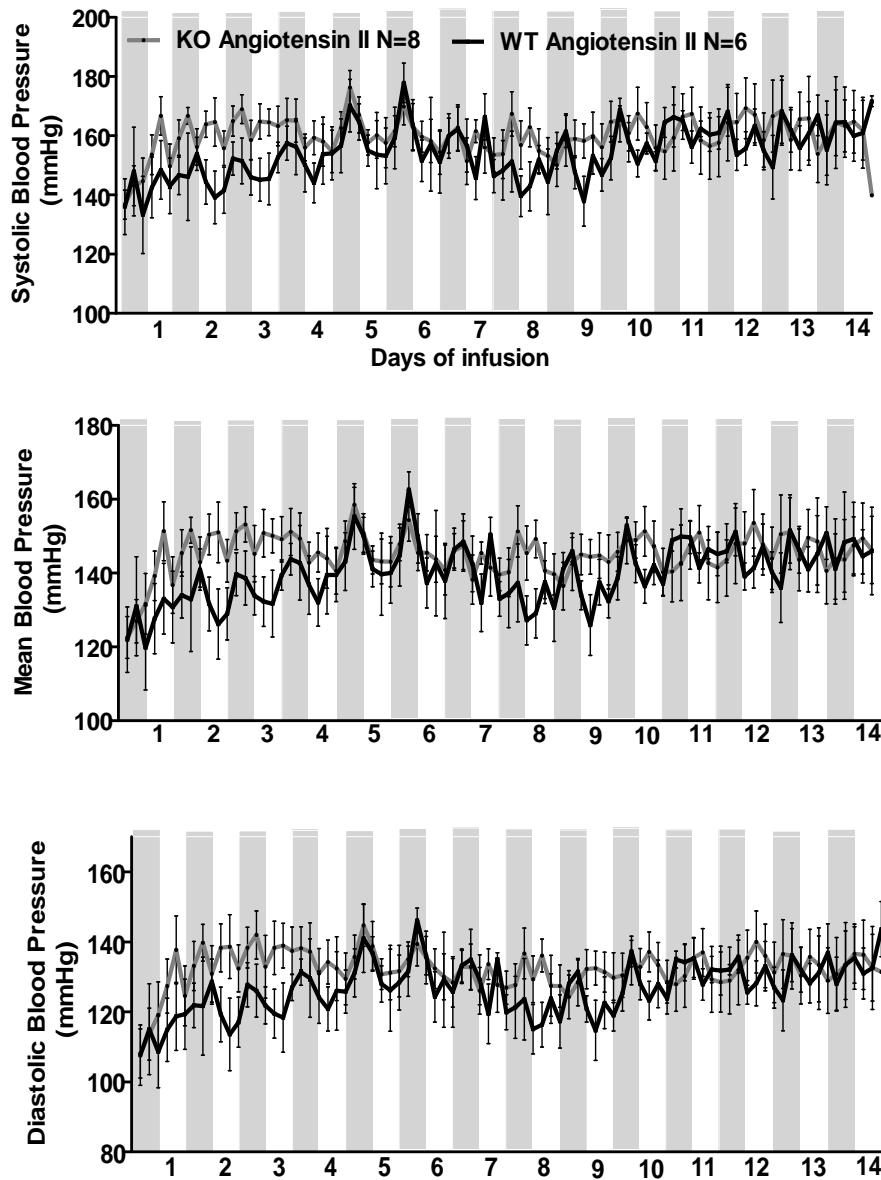 KO Angiotensin II N=8 WT Angiotensin II N=6
Systolic Blood Pressure
(mmHg)
200
180
160
140
120
100
1 2 3 4 5 6 7 8 9 10 11 12 13 14
Days of infusion
Mean Blood Pressure
(mmHg)
180
160
140
120
100
1 2 3 4 5 6 7 8 9 10 11 12 13 14
Diastolic Blood Pressure
(mmHg)
160
140
120
100
80
1 2 3 4 5 6 7 8 9 10 11 12 13 14